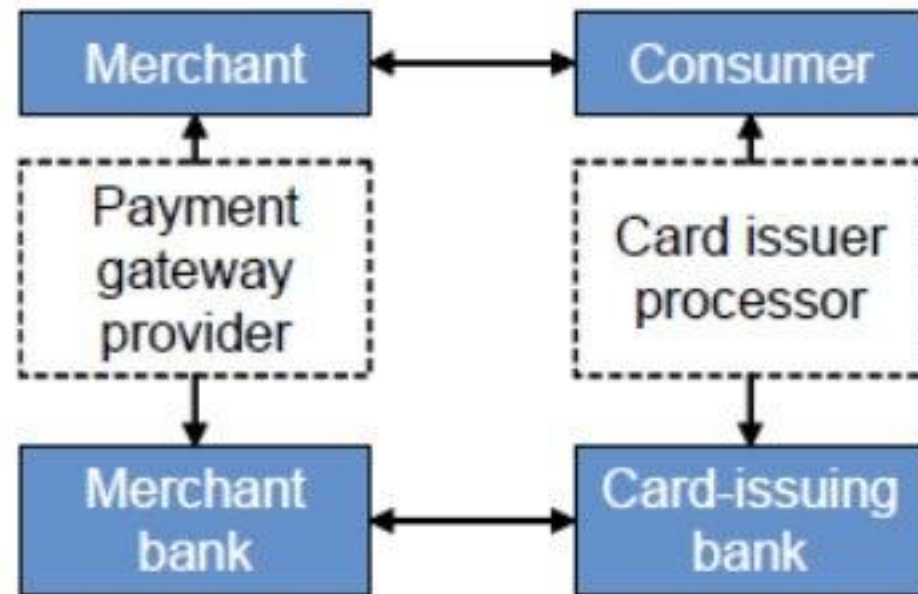 Merchant
Consumer
Payment
gateway
provider
Card issuer
processor
Merchant
bank
Card-issuing
bank